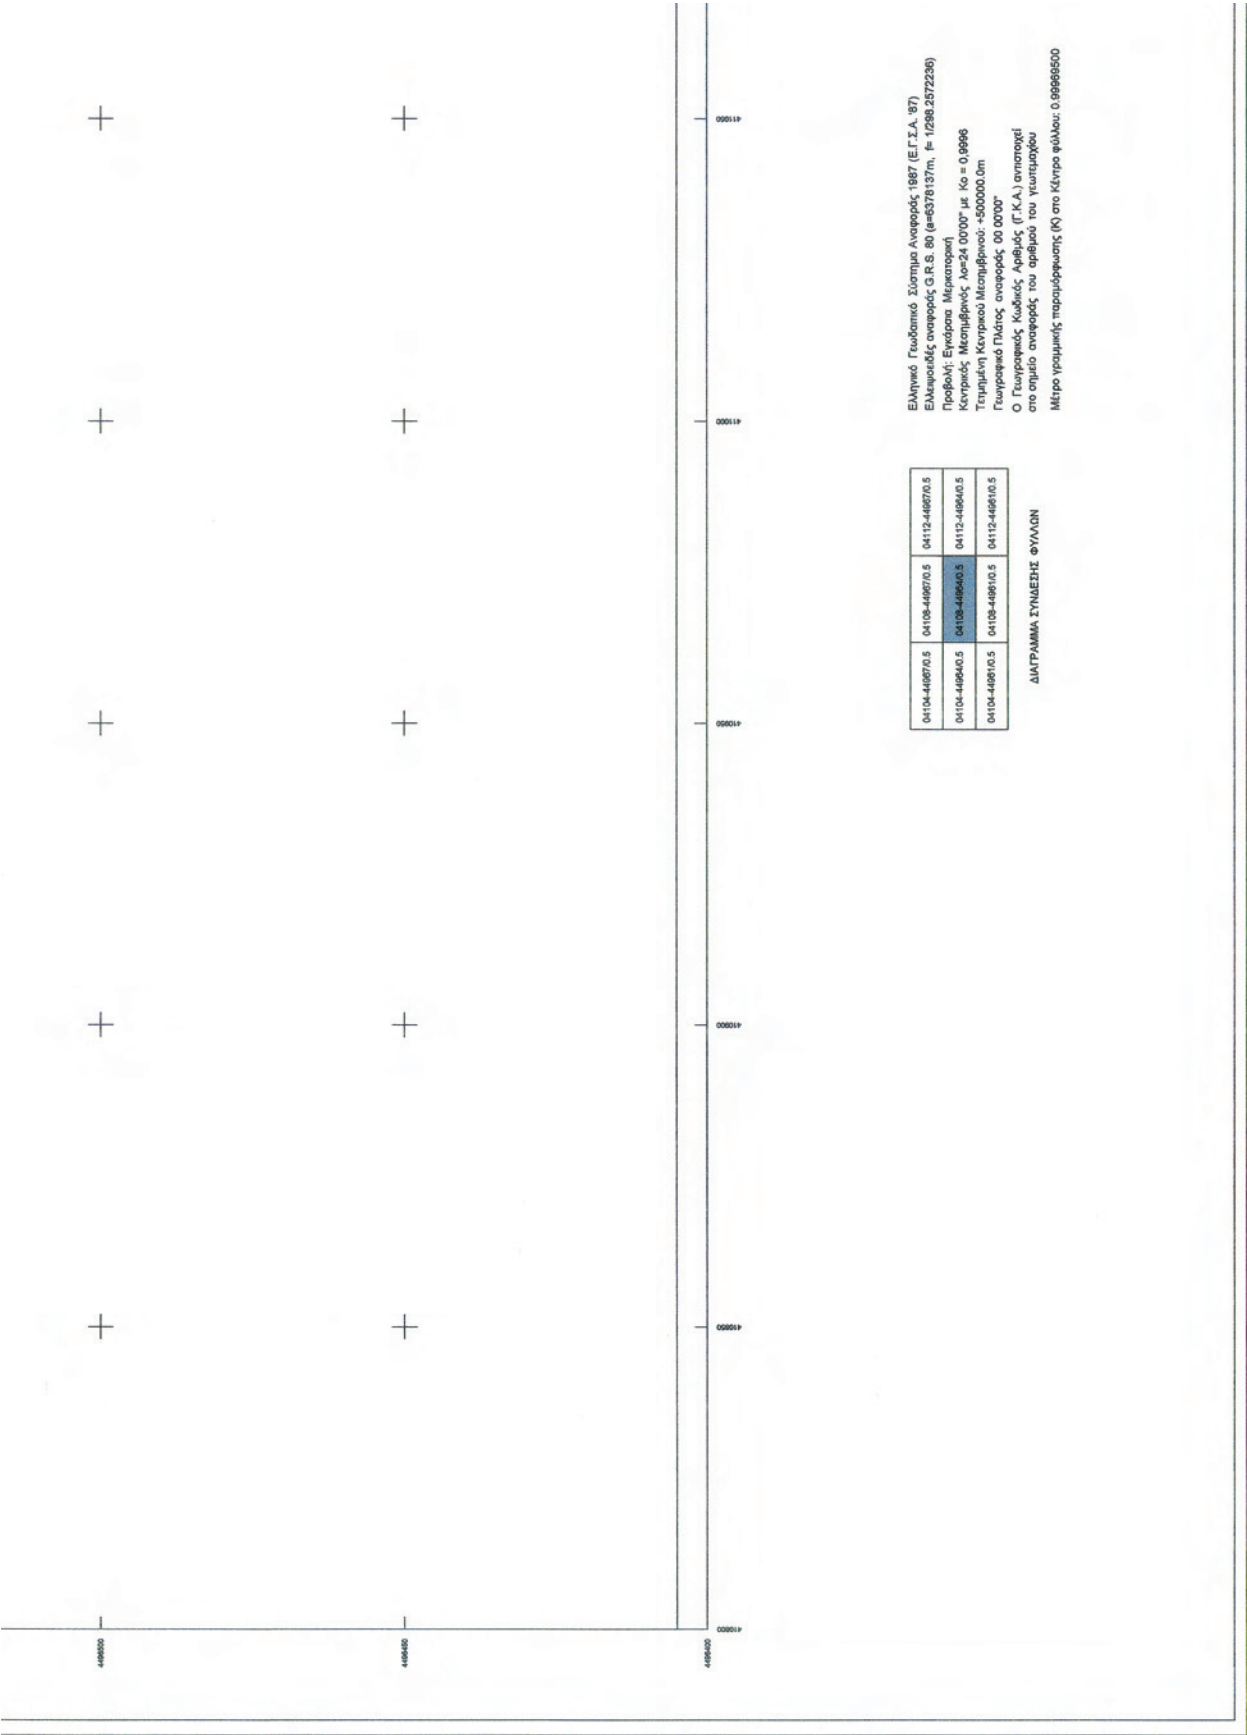 Ελληνικό Γεωδαιτικό Σύστημα Αναφοράς 1987 (Ε.Γ.Σ.Α. '87)
Ελλειψοειδές αναφοράς G.R.S. 80 (a=6378137m, f= 1/298.2572236)
Προβολή: Εγκάρσια Μερκατορική
Κεντρικός Μεσημβρινός λο=24 00'00" με Κο = 0,9996
Τετμημένη Κεντρικού Μεσημβρινού: +500000.0m
Γεωγραφικό Πλάτος αναφοράς 00 00'00"
Ο Γεωγραφικός Κωδικός Αριθμός (Γ.Κ.Α.) αντιστοιχεί
στο σημείο αναφοράς του αριθμού του γεωτεμαχίου
Μέτρο γραμμικής παραμόρφωσης (Κ) στο Κέντρο φύλλου: 0.99969500
04104-44967/0.5 04108-44967/0.5 04112-44967/0.5
04104-44964/0.5 04108-44964/0.5 04112-44964/0.5
04104-44961/0.5 04108-44961/0.5 04112-44961/0.5
ΔΙΑΓΡΑΜΜΑ ΣΥΝΔΕΣΗΣ ΦΥΛΛΩΝ
4496500
4496450
4496400
410800
410850
410900
410950
411000
411050